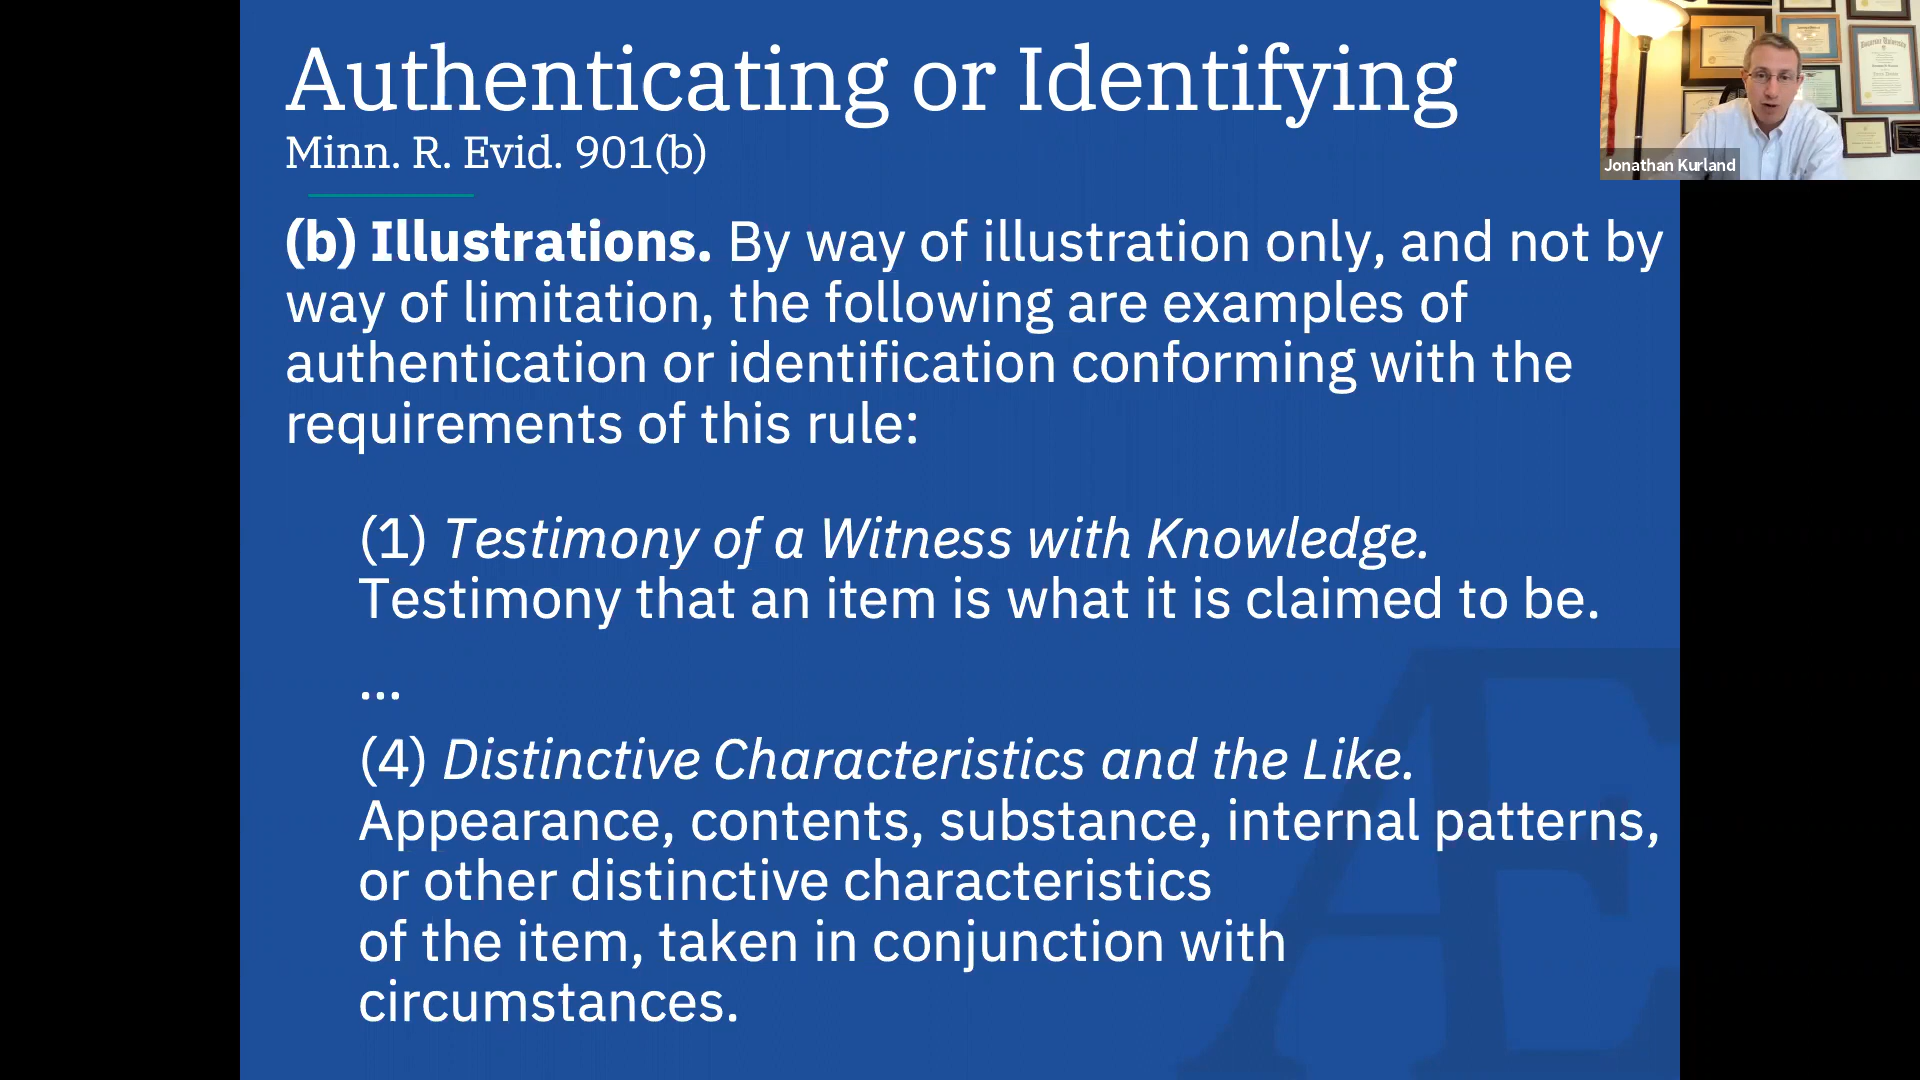 Authenticating or Identifying
Minn. R. Evid. 901(b)
Jonathan Kurland
(b) Illustrations. By way of illustration only, and not by
way of limitation, the following are examples of
authentication or identification conforming with the
requirements of this rule:
(1) Testimony of a Witness with Knowledge.
Testimony that an item is what it is claimed to be.
...
(4) Distinctive Characteristics and the Like.
Appearance, contents, substance, internal patterns,
or other distinctive characteristics
of the item, taken in conjunction with
circumstances.
Æ